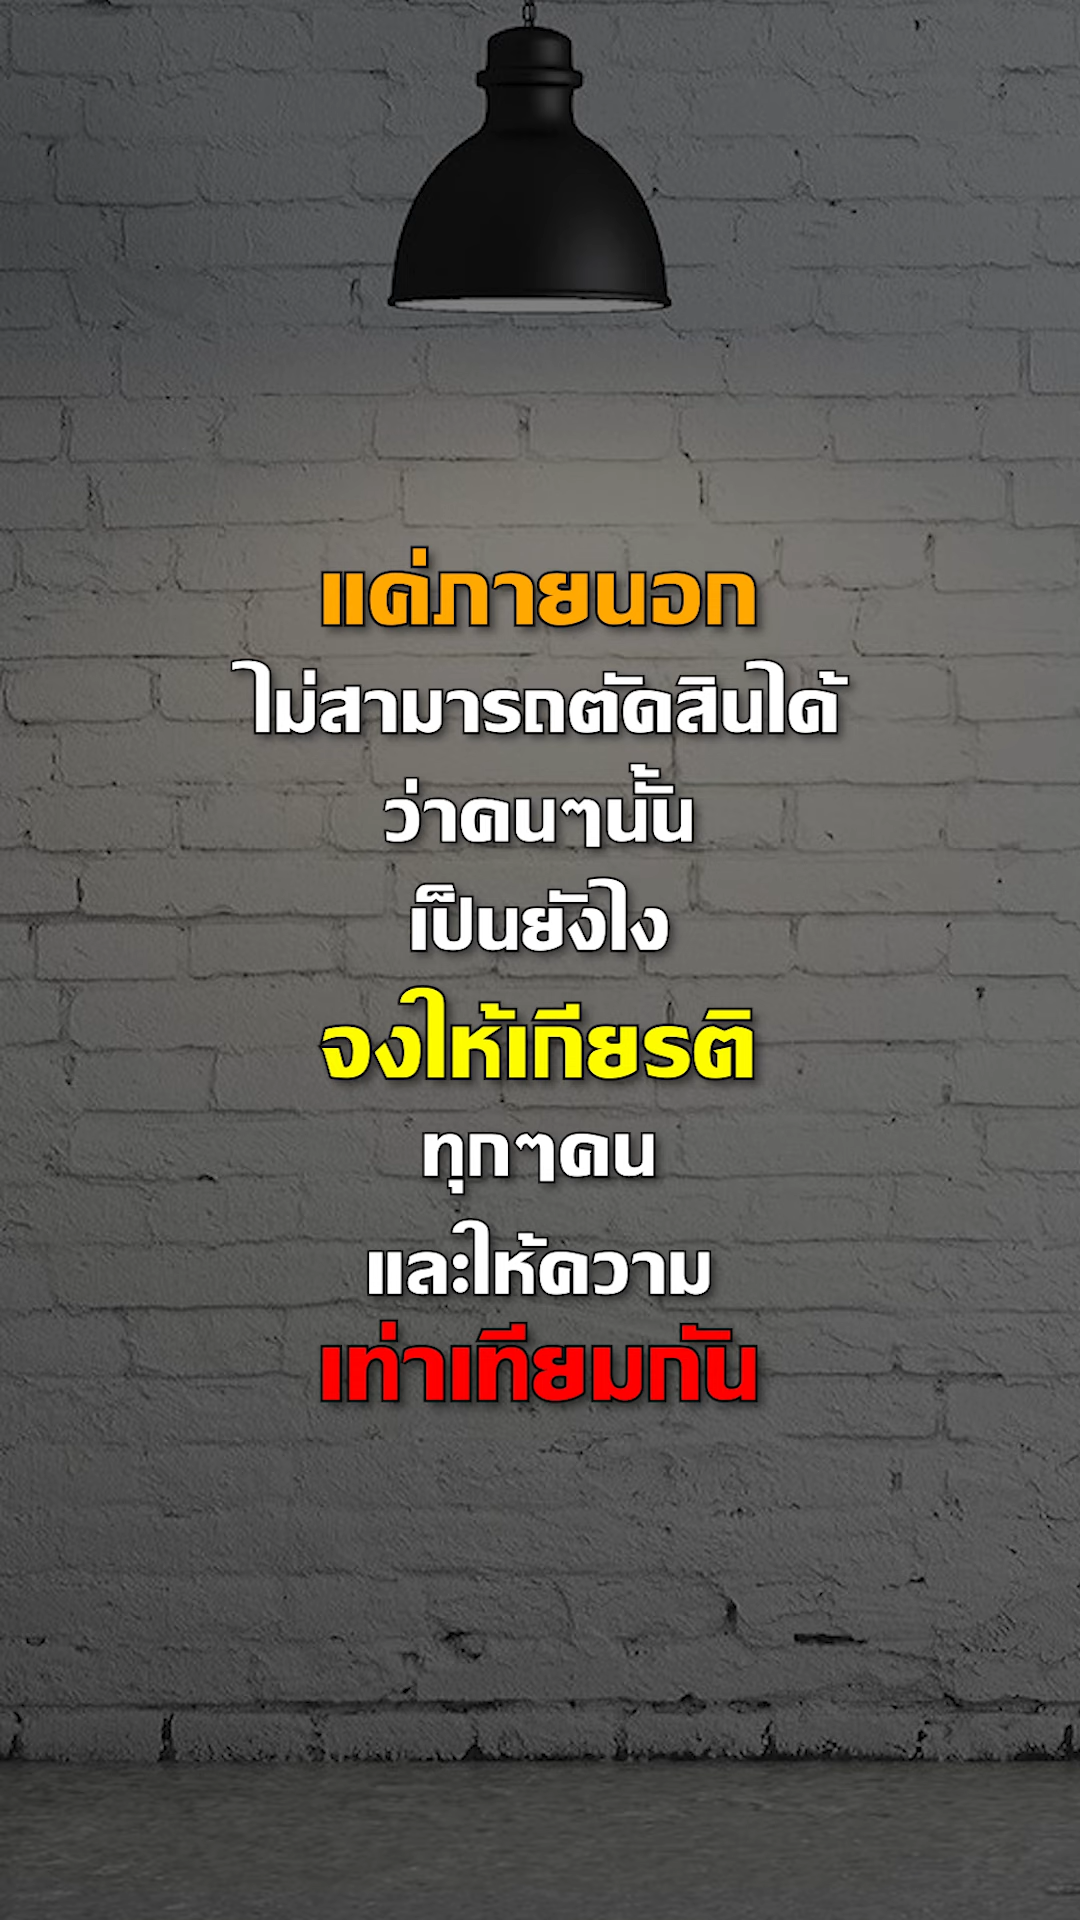 แค่ภายนอก
ไม่สามารถตัดสินได้
ว่าคนๆนั้น
เป็นยังไง
จงให้เกียรติ
ทุกๆคน
และให้ความ
เท่าเทียมกัน